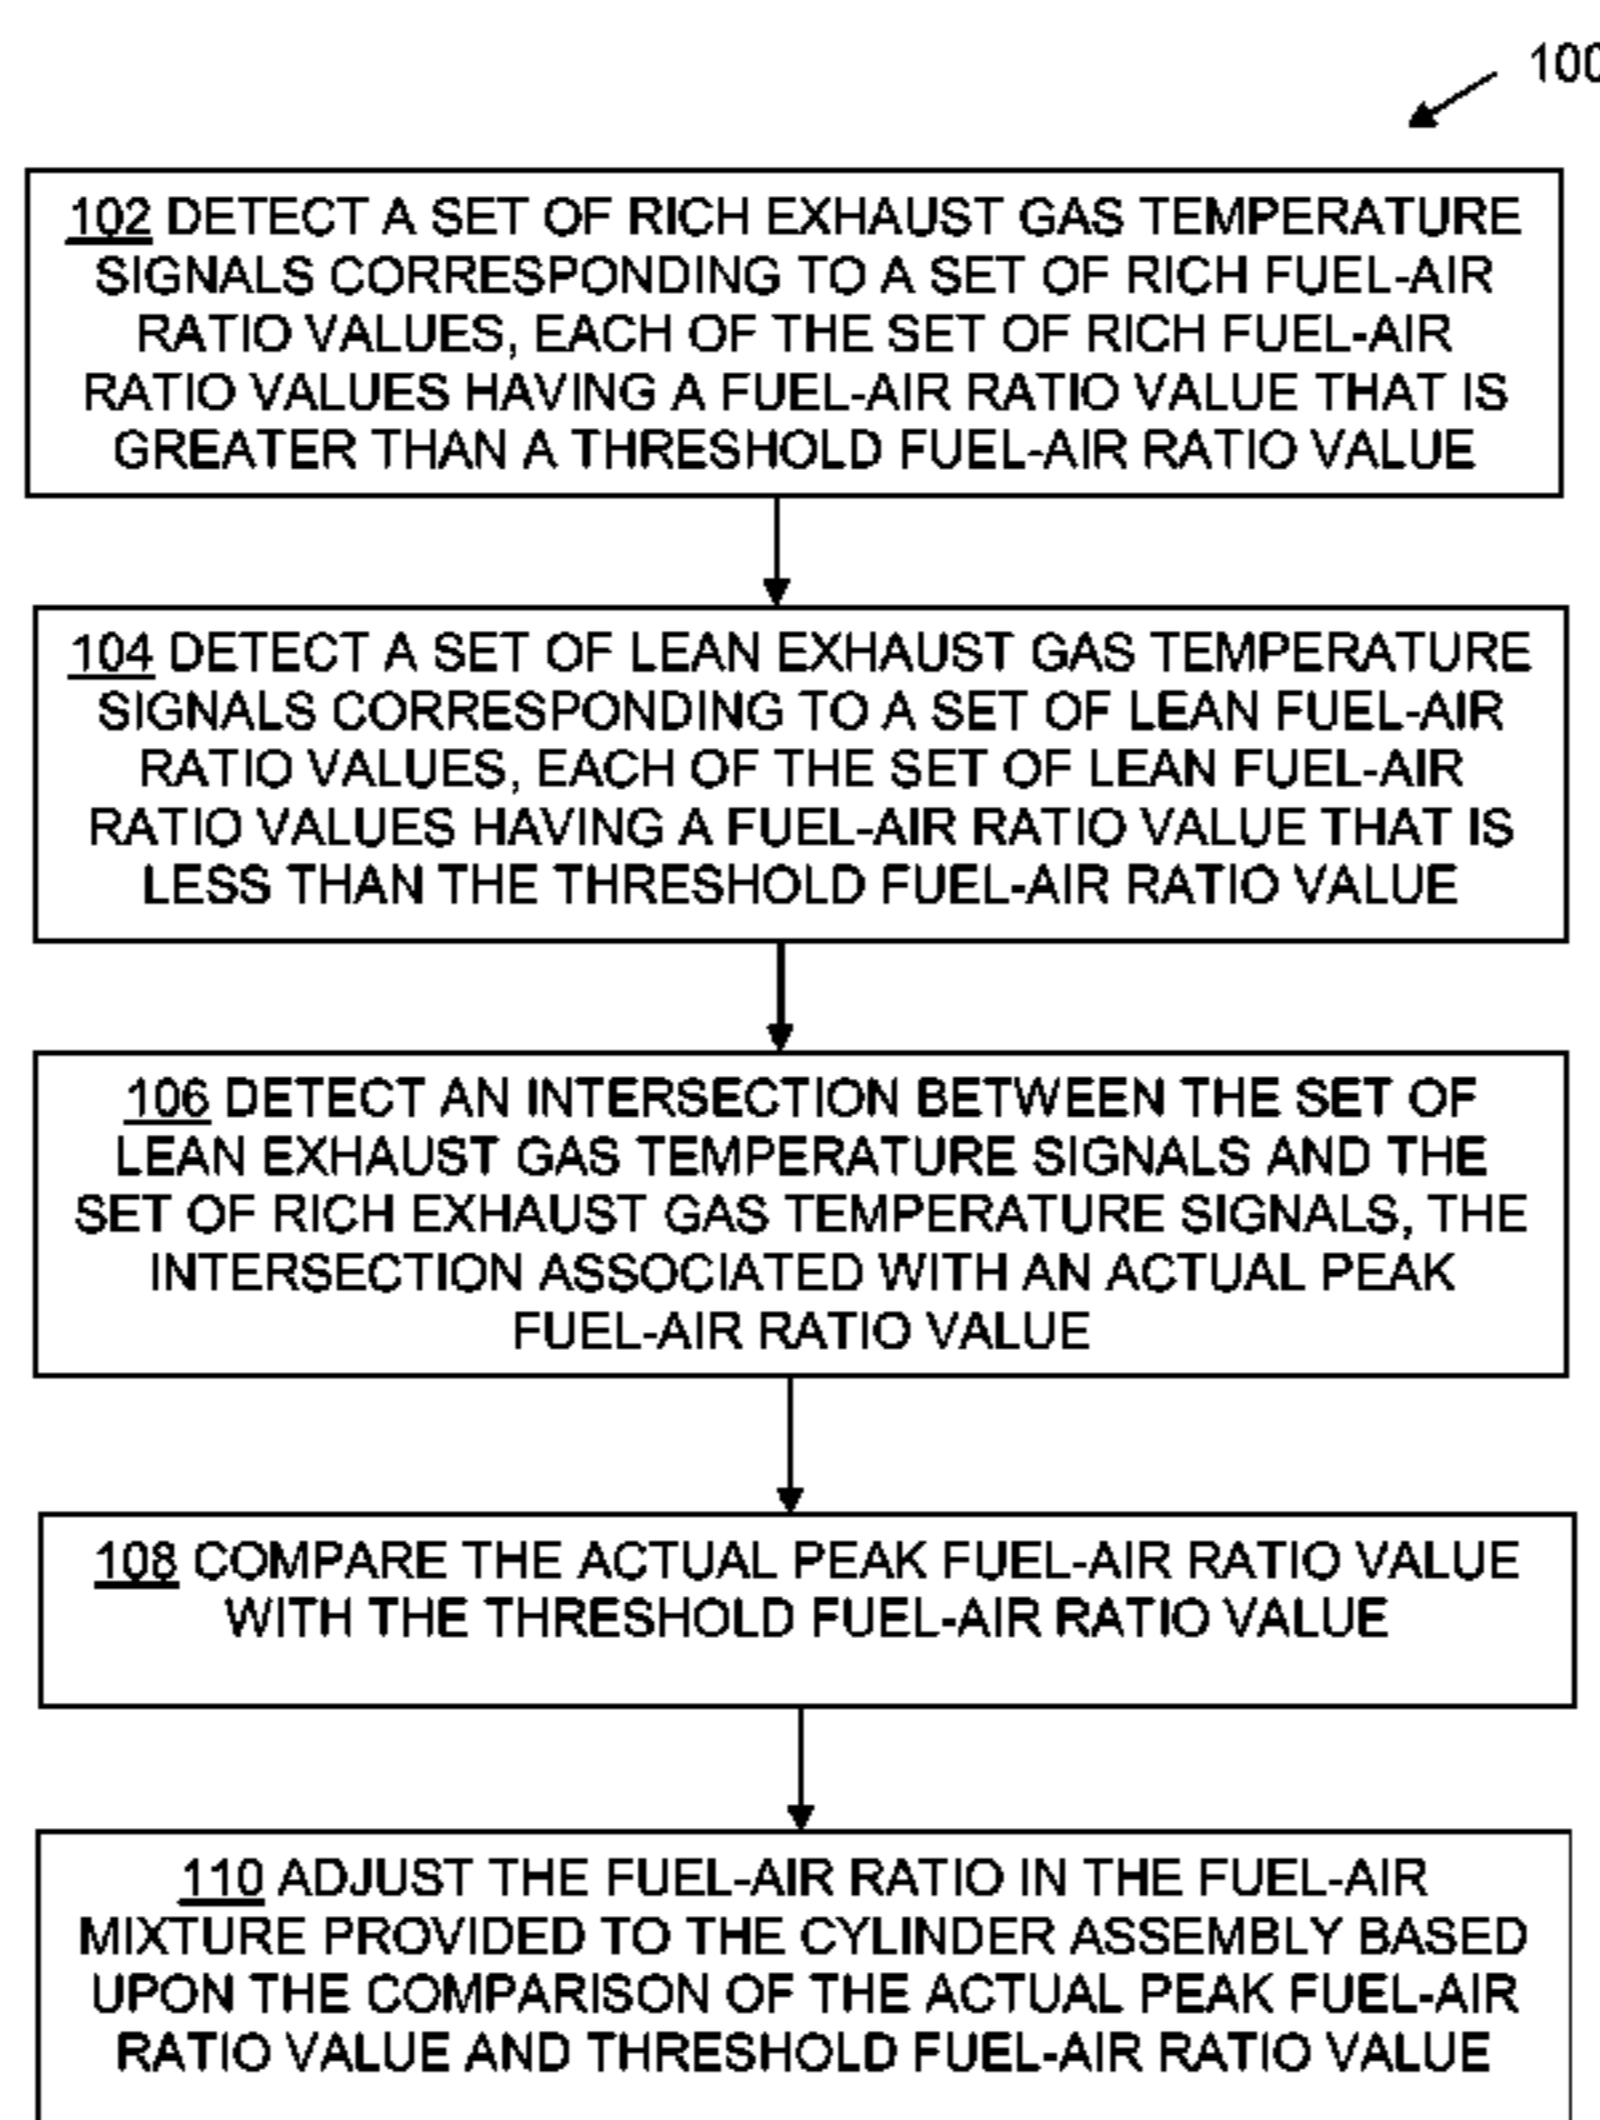 100
102 DETECT A SET OF RICH EXHAUST GAS TEMPERATURE
SIGNALS CORRESPONDING TO A SET OF RICH FUEL-AIR
RATIO VALUES, EACH OF THE SET OF RICH FUEL-AIR
RATIO VALUES HAVING A FUEL-AIR RATIO VALUE THAT IS
GREATER THAN A THRESHOLD FUEL-AIR RATIO VALUE
104 DETECT A SET OF LEAN EXHAUST GAS TEMPERATURE
SIGNALS CORRESPONDING TO A SET OF LEAN FUEL-AIR
RATIO VALUES, EACH OF THE SET OF LEAN FUEL-AIR
RATIO VALUES HAVING A FUEL-AIR RATIO VALUE THAT IS
LESS THAN THE THRESHOLD FUEL-AIR RATIO VALUE
106 DETECT AN INTERSECTION BETWEEN THE SET OF
LEAN EXHAUST GAS TEMPERATURE SIGNALS AND THE
SET OF RICH EXHAUST GAS TEMPERATURE SIGNALS, THE
INTERSECTION ASSOCIATED WITH AN ACTUAL PEAK
FUEL-AIR RATIO VALUE
108 COMPARE THE ACTUAL PEAK FUEL-AIR RATIO VALUE
WITH THE THRESHOLD FUEL-AIR RATIO VALUE
110 ADJUST THE FUEL-AIR RATIO IN THE FUEL-AIR
MIXTURE PROVIDED TO THE CYLINDER ASSEMBLY BASED
UPON THE COMPARISON OF THE ACTUAL PEAK FUEL-AIR
RATIO VALUE AND THRESHOLD FUEL-AIR RATIO VALUE